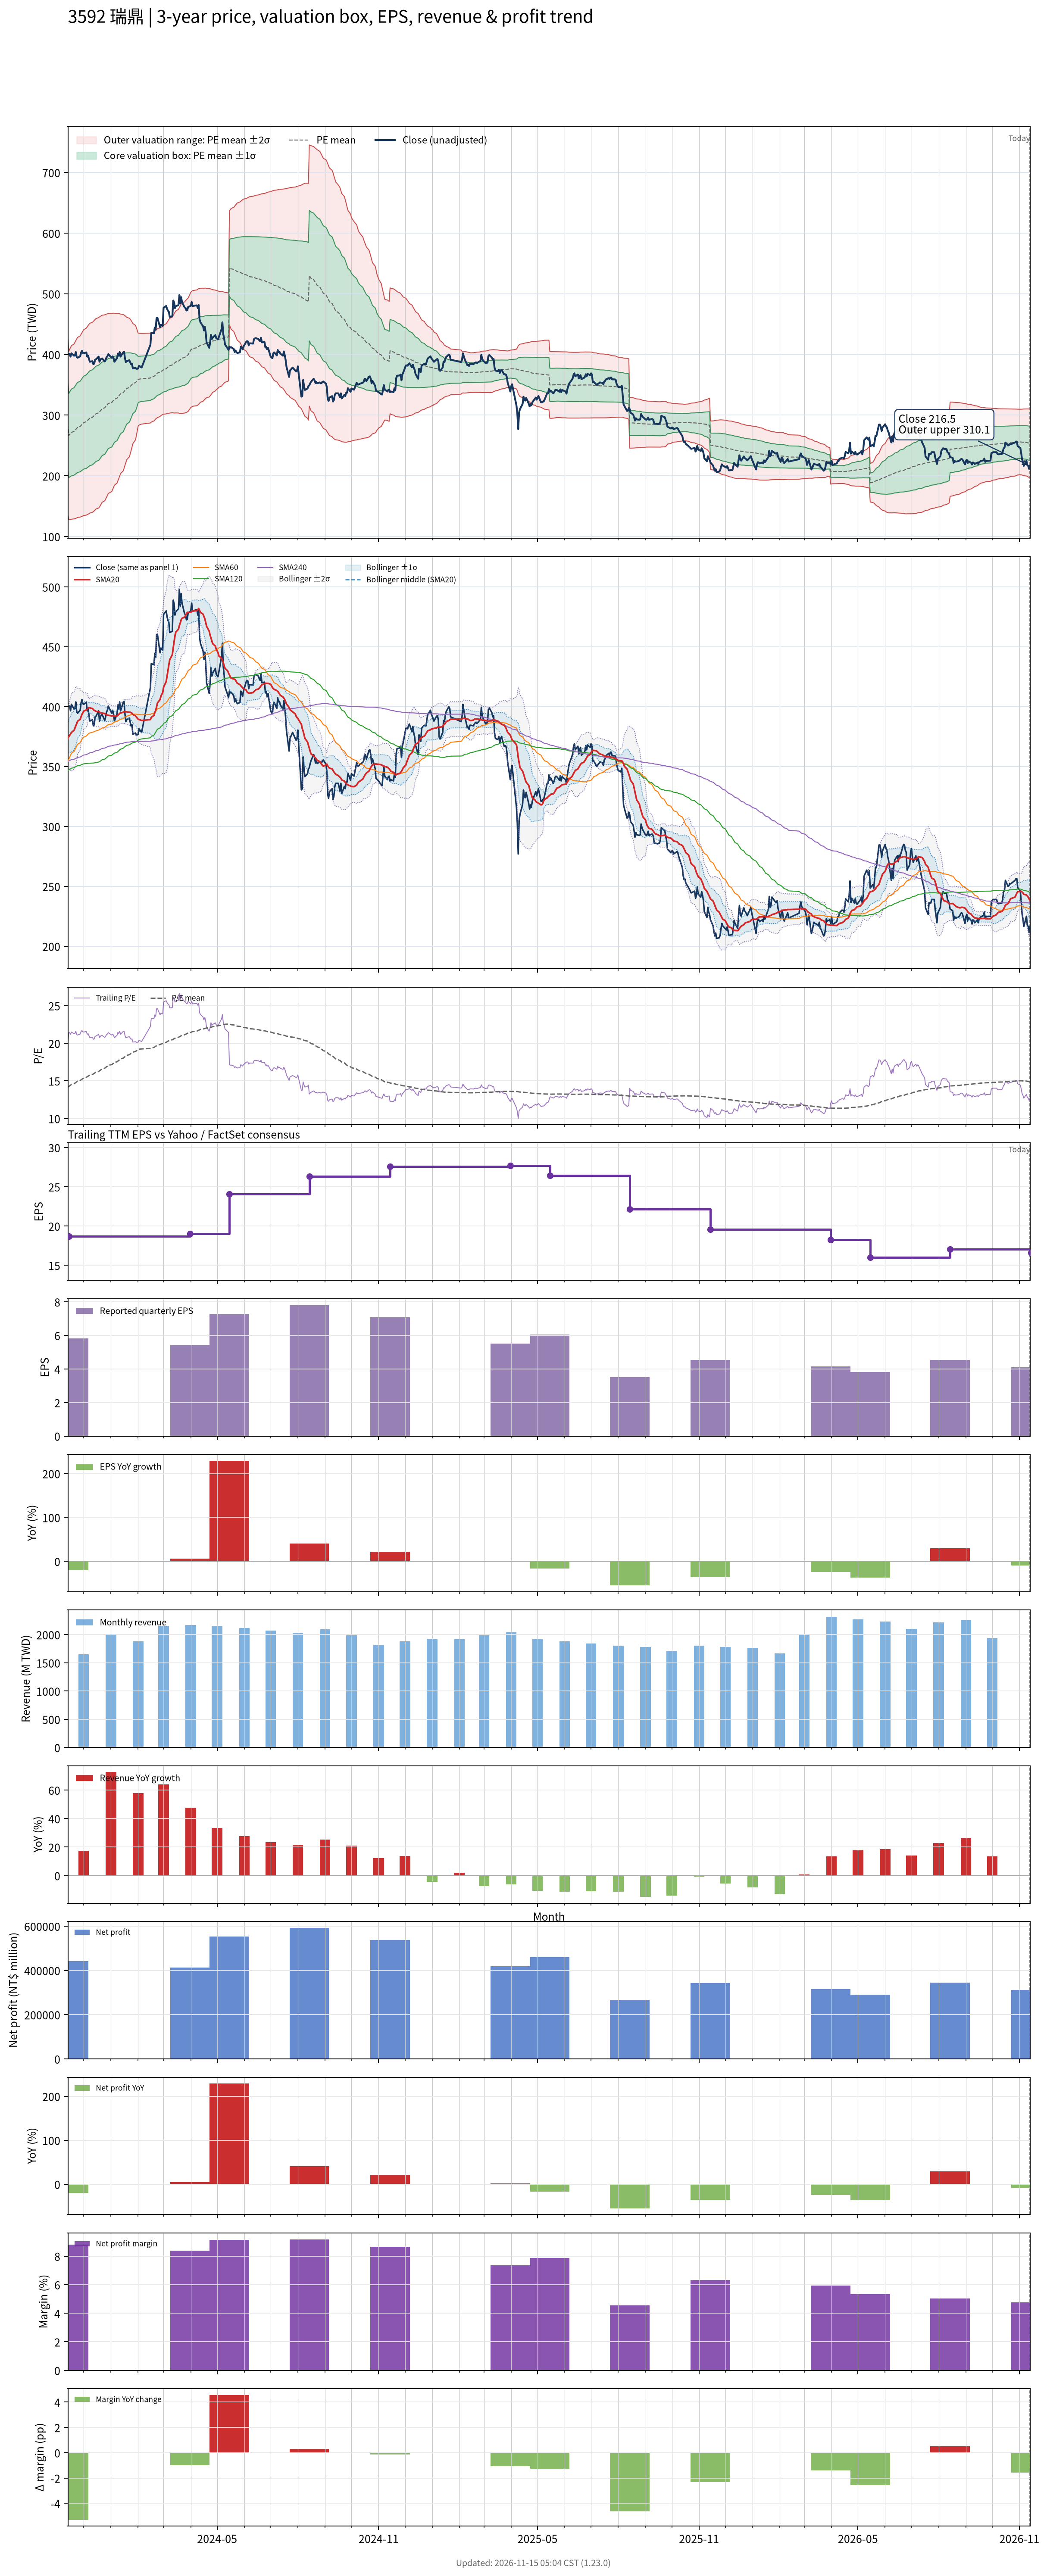 3592 瑞鼎 | 3-year price, valuation box, EPS, revenue & profit trend
Outer valuation range: PE mean ±2σ
PE mean
Close (unadjusted)
Core valuation box: PE mean ±1σ
Today
Price (TWD)
700
600
500
400
300
200
100
Close 216.5
Outer upper 310.1
Close (same as panel 1)
SMA20
SMA60
SMA120
SMA240
Bollinger ±2σ
Bollinger ±1σ
Bollinger middle (SMA20)
Price
500
450
400
350
300
250
200
Trailing P/E
P/E mean
P/E
25
20
15
10
Trailing TTM EPS vs Yahoo / FactSet consensus
Today
EPS
30
25
20
15
Reported quarterly EPS
EPS
8
6
4
2
0
EPS YoY growth
YoY (%)
200
100
0
Monthly revenue
Revenue (M TWD)
2000
1500
1000
500
0
Revenue YoY growth
YoY (%)
60
40
20
0
Month
Net profit
Net profit (NT$ million)
600000
400000
200000
0
Net profit YoY
YoY (%)
200
100
0
Net profit margin
Margin (%)
8
6
4
2
0
Margin YoY change
Δ margin (pp)
4
2
0
-2
-4
2024-05
2024-11
2025-05
2025-11
2026-05
2026-11
Updated: 2026-11-15 05:04 CST (1.23.0)